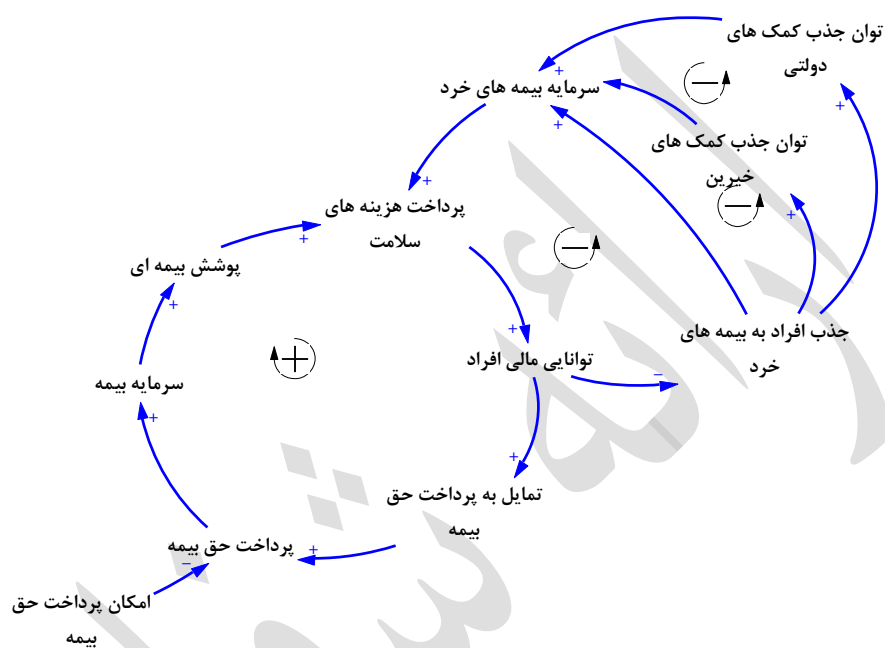 توان جذب کمک های
دولتی
سرمایه بیمه های خرد
توان جذب کمک های
خیرین
پرداخت هزینه های
سلامت
پوشش بیمه ای
جذب افراد به بیمه های
خرد
توانایی مالی افراد
سرمایه بیمه
تمایل به پرداخت حق
بیمه
پرداخت حق بیمه
امکان پرداخت حق
بیمه